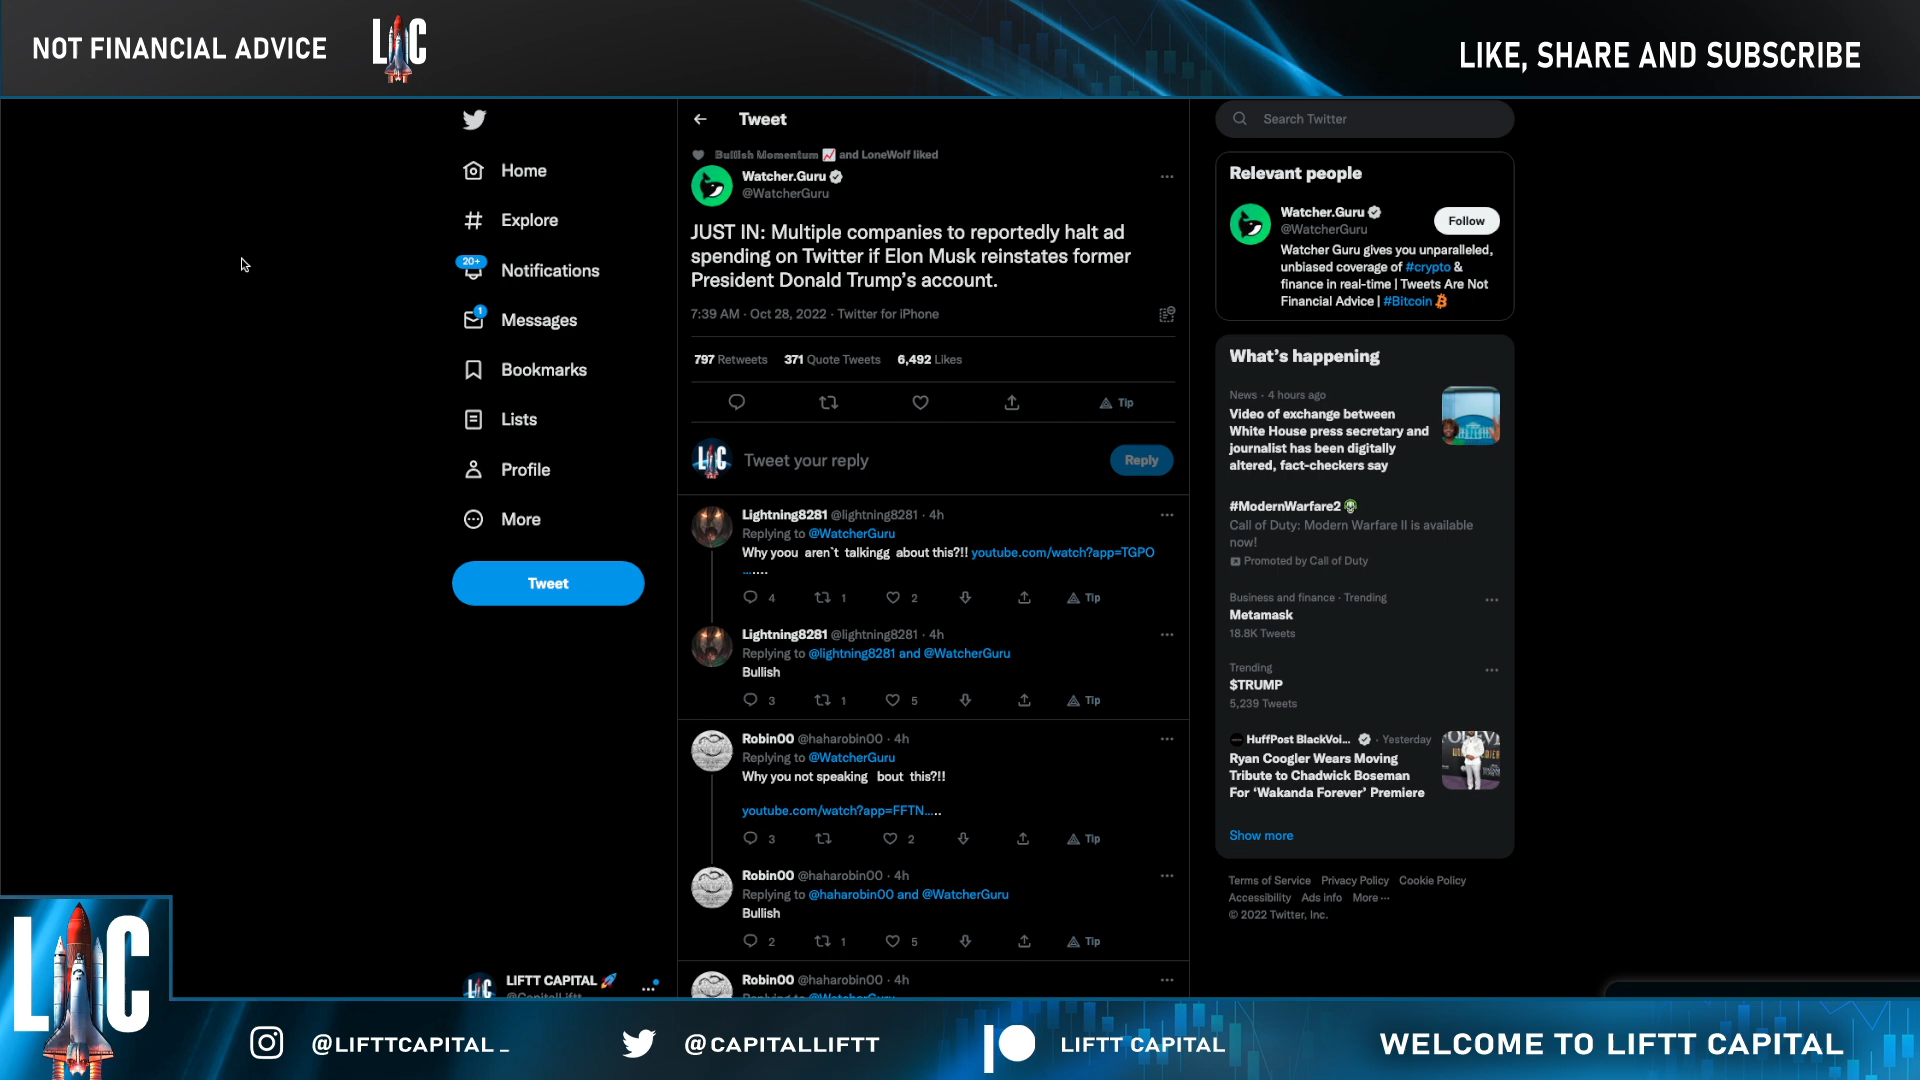 NOT FINANCIAL ADVICE
LC
LIKE, SHARE AND SUBSCRIBE
Home
Explore
20+
Notifications
1
Messages
Bookmarks
Lists
Profile
More
Tweet
LIFTT CAPITAL 🚀
@CapitalLiftt
Tweet
Bullish Momentum 📈 and LoneWolf liked
Watcher.Guru
@WatcherGuru
JUST IN: Multiple companies to reportedly halt ad
spending on Twitter if Elon Musk reinstates former
President Donald Trump's account.
7:39 AM · Oct 28, 2022 · Twitter for iPhone
797 Retweets 371 Quote Tweets 6,492 Likes
Tip
Tweet your reply
Reply
Lightning8281 @lightning8281 · 4h
Replying to @WatcherGuru
Why yoou aren`t talkingg about this?!! youtube.com/watch?app=TGPO
…....
4 1 2 Tip
Lightning8281 @lightning8281 · 4h
Replying to @lightning8281 and @WatcherGuru
Bullish
3 1 5 Tip
Robin00 @haharobin00 · 4h
Replying to @WatcherGuru
Why you not speaking bout this?!!
youtube.com/watch?app=FFTN.....
3 2 Tip
Robin00 @haharobin00 · 4h
Replying to @haharobin00 and @WatcherGuru
Bullish
2 1 5 Tip
Robin00 @haharobin00 · 4h
Replying to @WatcherGuru
Search Twitter
Relevant people
Watcher.Guru
@WatcherGuru
Follow
Watcher Guru gives you unparalleled,
unbiased coverage of #crypto &
finance in real-time | Tweets Are Not
Financial Advice | #Bitcoin
What's happening
News · 4 hours ago
Video of exchange between
White House press secretary and
journalist has been digitally
altered, fact-checkers say
#ModernWarfare2
Call of Duty: Modern Warfare II is available
now!
Promoted by Call of Duty
Business and finance · Trending
Metamask
18.8K Tweets
Trending
$TRUMP
5,239 Tweets
HuffPost BlackVoi... · Yesterday
Ryan Coogler Wears Moving
Tribute to Chadwick Boseman
For 'Wakanda Forever' Premiere
Show more
Terms of Service Privacy Policy Cookie Policy
Accessibility Ads info More ···
© 2022 Twitter, Inc.
LC
@LIFTTCAPITAL_
@CAPITALLIFTT
LIFTT CAPITAL
WELCOME TO LIFTT CAPITAL